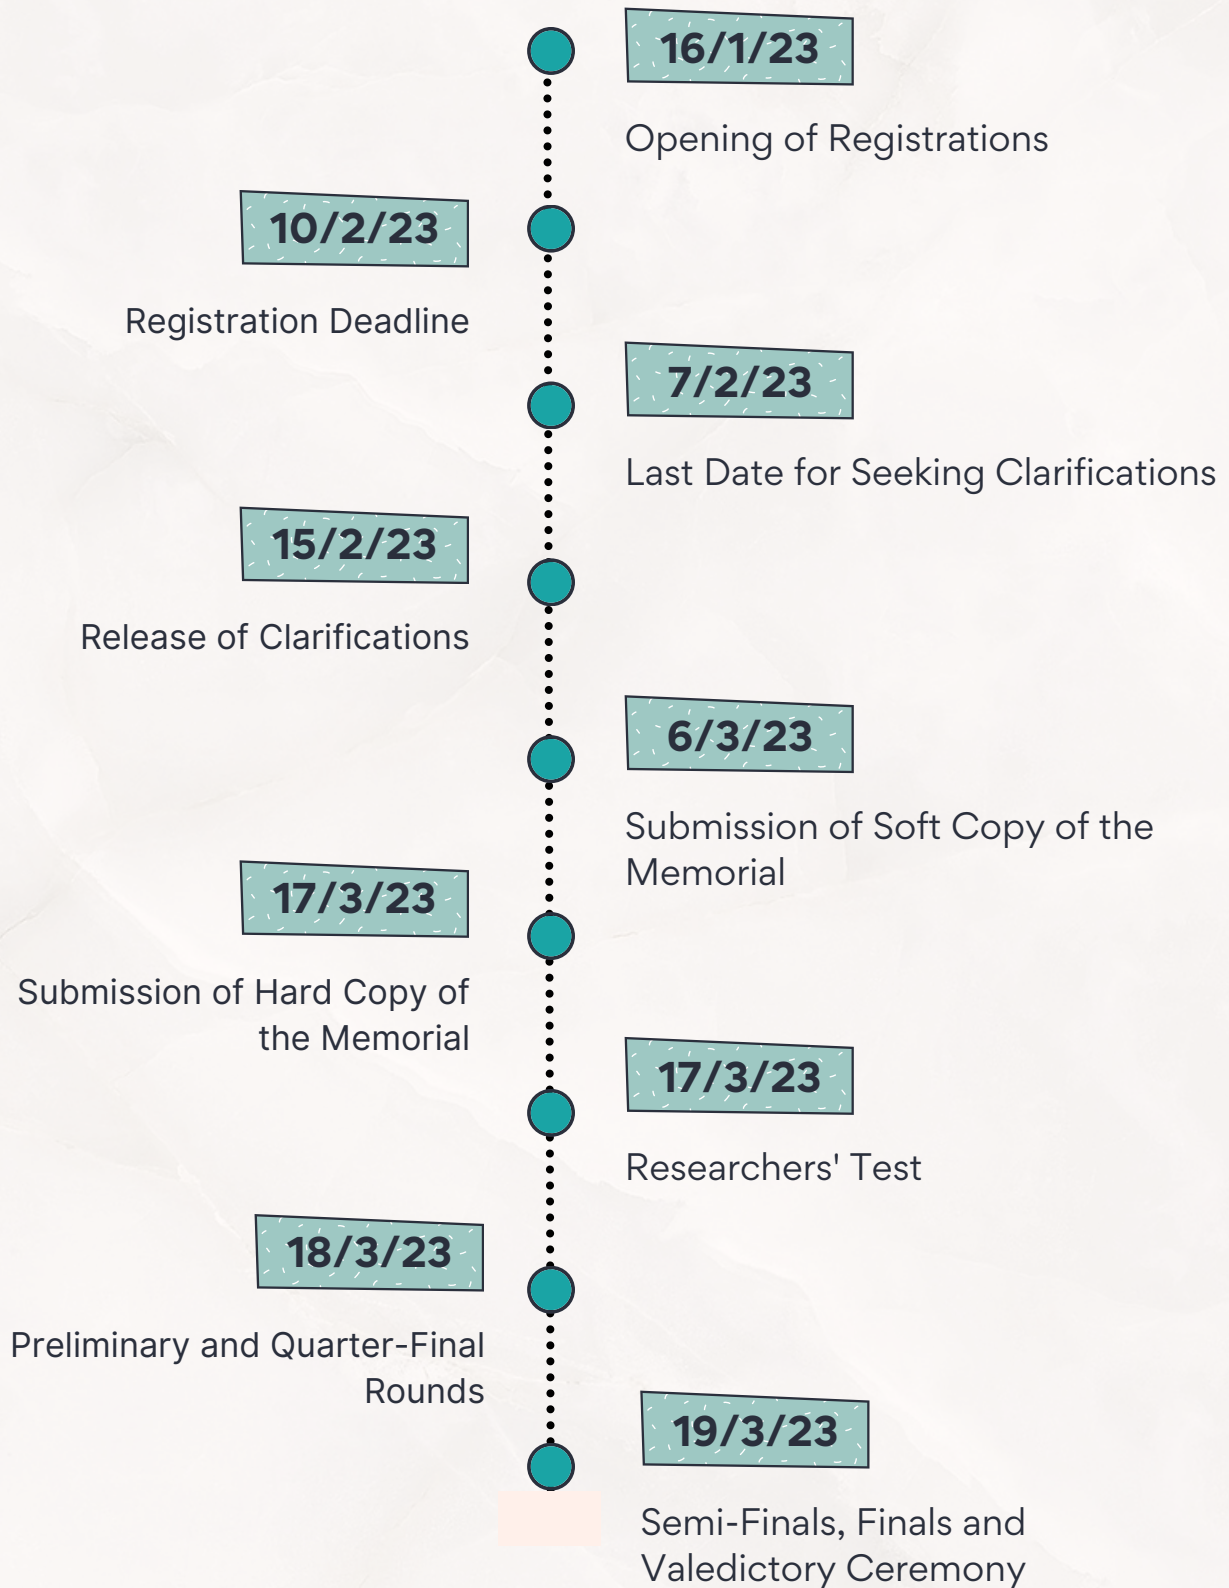 16/1/23
Opening of Registrations
10/2/23
Registration Deadline
7/2/23
Last Date for Seeking Clarifications
15/2/23
Release of Clarifications
6/3/23
Submission of Soft Copy of the
Memorial
17/3/23
Submission of Hard Copy of
the Memorial
17/3/23
Researchers' Test
18/3/23
Preliminary and Quarter-Final
Rounds
19/3/23
Semi-Finals, Finals and
Valedictory Ceremony